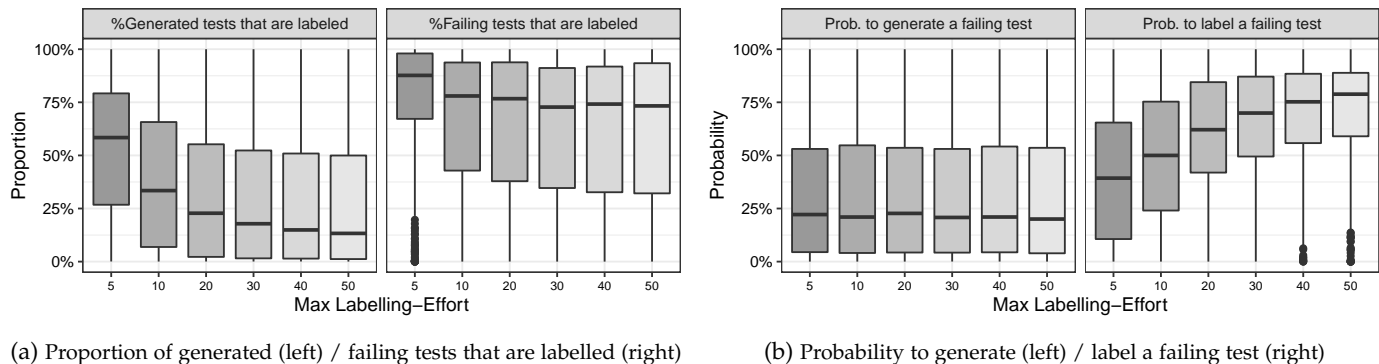 %Generated tests that are labeled
%Failing tests that are labeled
100%
75%
50%
25%
0%
Proportion
5 10 20 30 40 50
5 10 20 30 40 50
Max Labelling−Effort
(a) Proportion of generated (left) / failing tests that are labelled (right)
Prob. to generate a failing test
Prob. to label a failing test
100%
75%
50%
25%
0%
Probability
5 10 20 30 40 50
5 10 20 30 40 50
Max Labelling−Effort
(b) Probability to generate (left) / label a failing test (right)